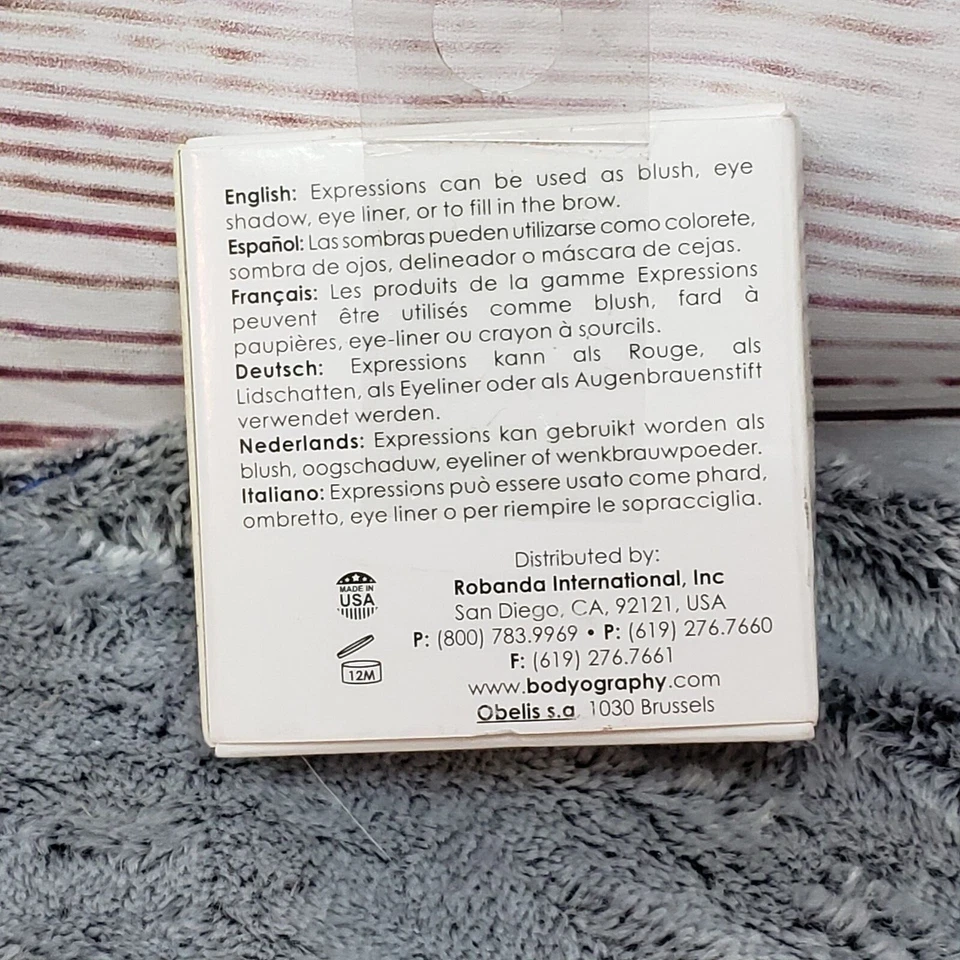 English: Expressions can be used as blush, eye
shadow, eye liner, or to fill in the brow.
Español: Las sombras pueden utilizarse como colorete,
sombra de ojos, delineador o máscara de cejas.
Français: Les produits de la gamme Expressions
peuvent être utilisés comme blush, fard à
paupières, eye-liner ou crayon à sourcils.
Deutsch: Expressions kann als Rouge, als
Lidschatten, als Eyeliner oder als Augenbrauenstift
verwendet werden.
Nederlands: Expressions kan gebruikt worden als
blush, oogschaduw, eyeliner of wenkbrauwpoeder.
Italiano: Expressions può essere usato come phard,
ombretto, eye liner o per riempire le sopracciglia.
Distributed by:
Robanda International, Inc
San Diego, CA, 92121, USA
P: (800) 783.9969 • P: (619) 276.7660
F: (619) 276.7661
www.bodyography.com
Obelis s.a 1030 Brussels
MADE IN
USA
12M